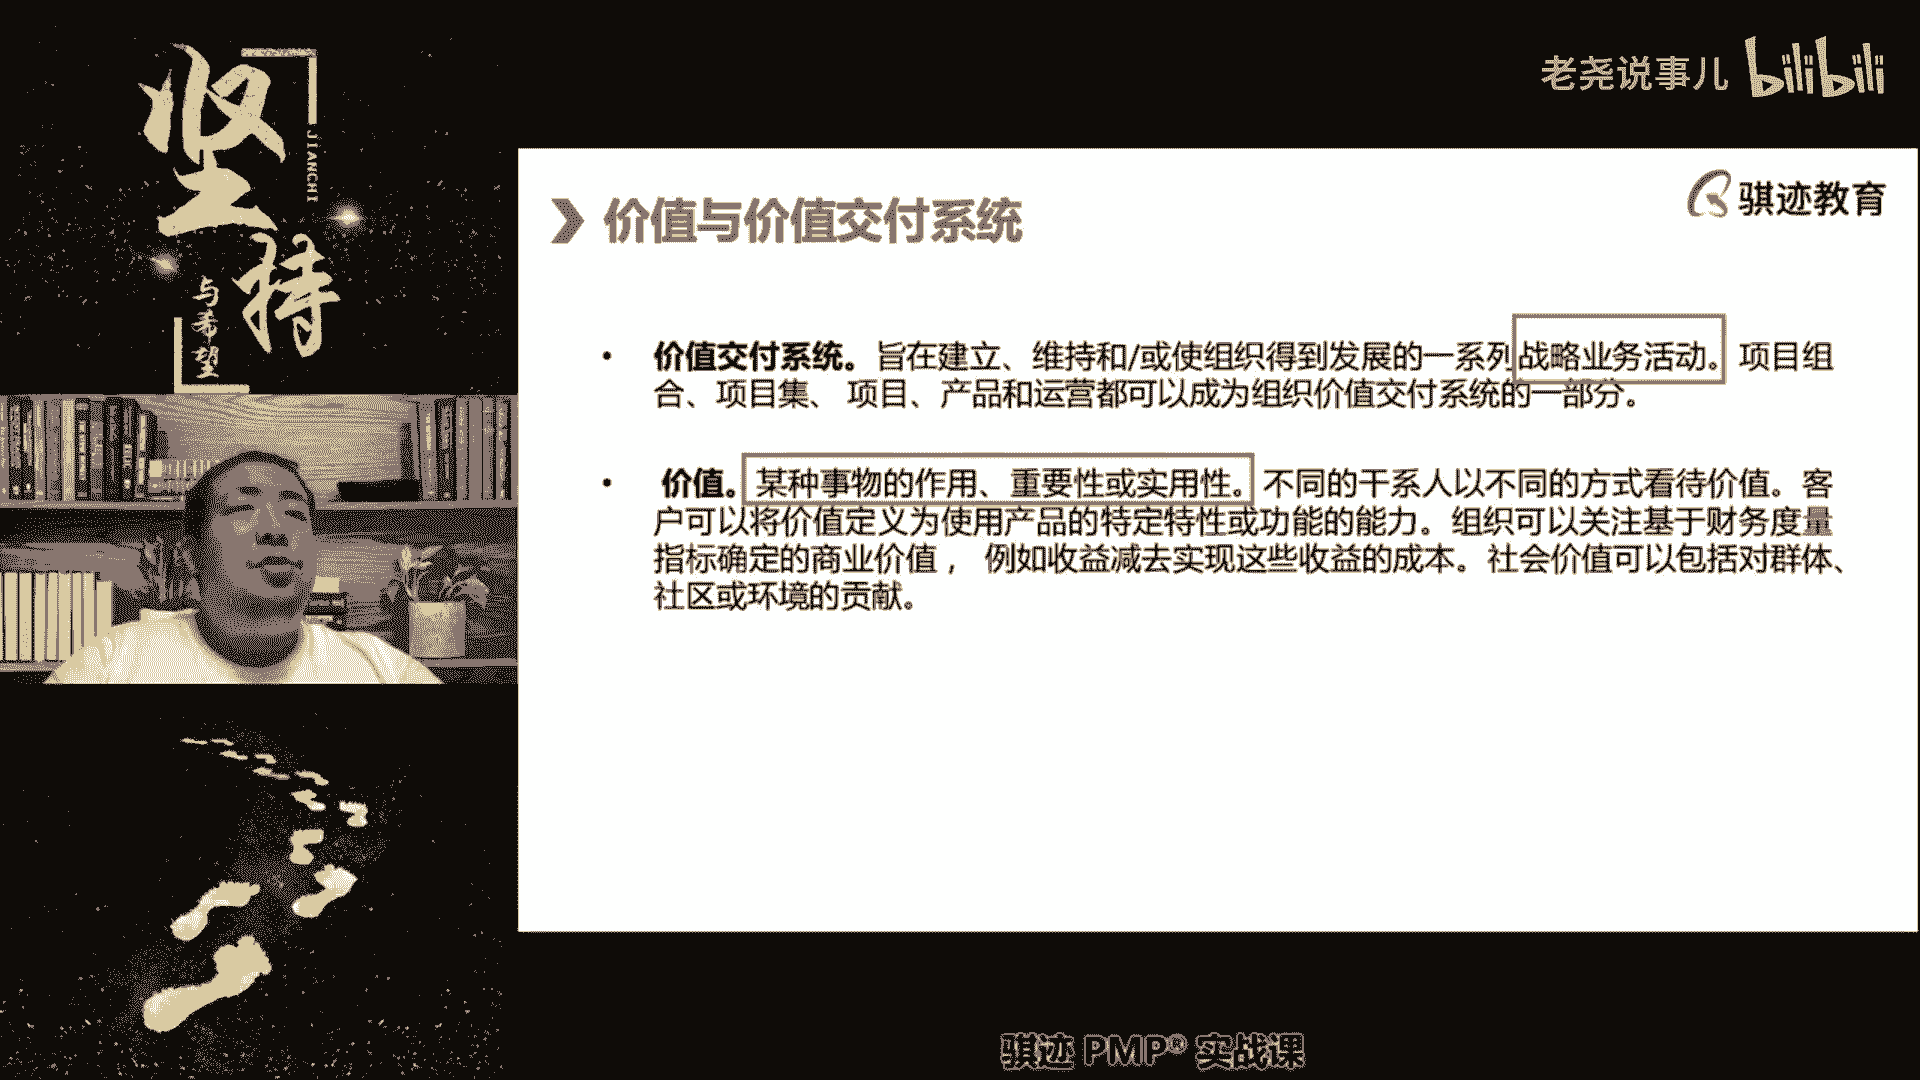 坚持
JIANCHI
与希望
老尧说事儿 bilibili
骐迹教育
价值与价值交付系统
• 价值交付系统。旨在建立、维持和/或使组织得到发展的一系列战略业务活动。项目组
合、项目集、 项目、产品和运营都可以成为组织价值交付系统的一部分。
• 价值。某种事物的作用、重要性或实用性。不同的干系人以不同的方式看待价值。客
户可以将价值定义为使用产品的特定特性或功能的能力。组织可以关注基于财务度量
指标确定的商业价值， 例如收益减去实现这些收益的成本。社会价值可以包括对群体、
社区或环境的贡献。
骐迹 PMP® 实战课